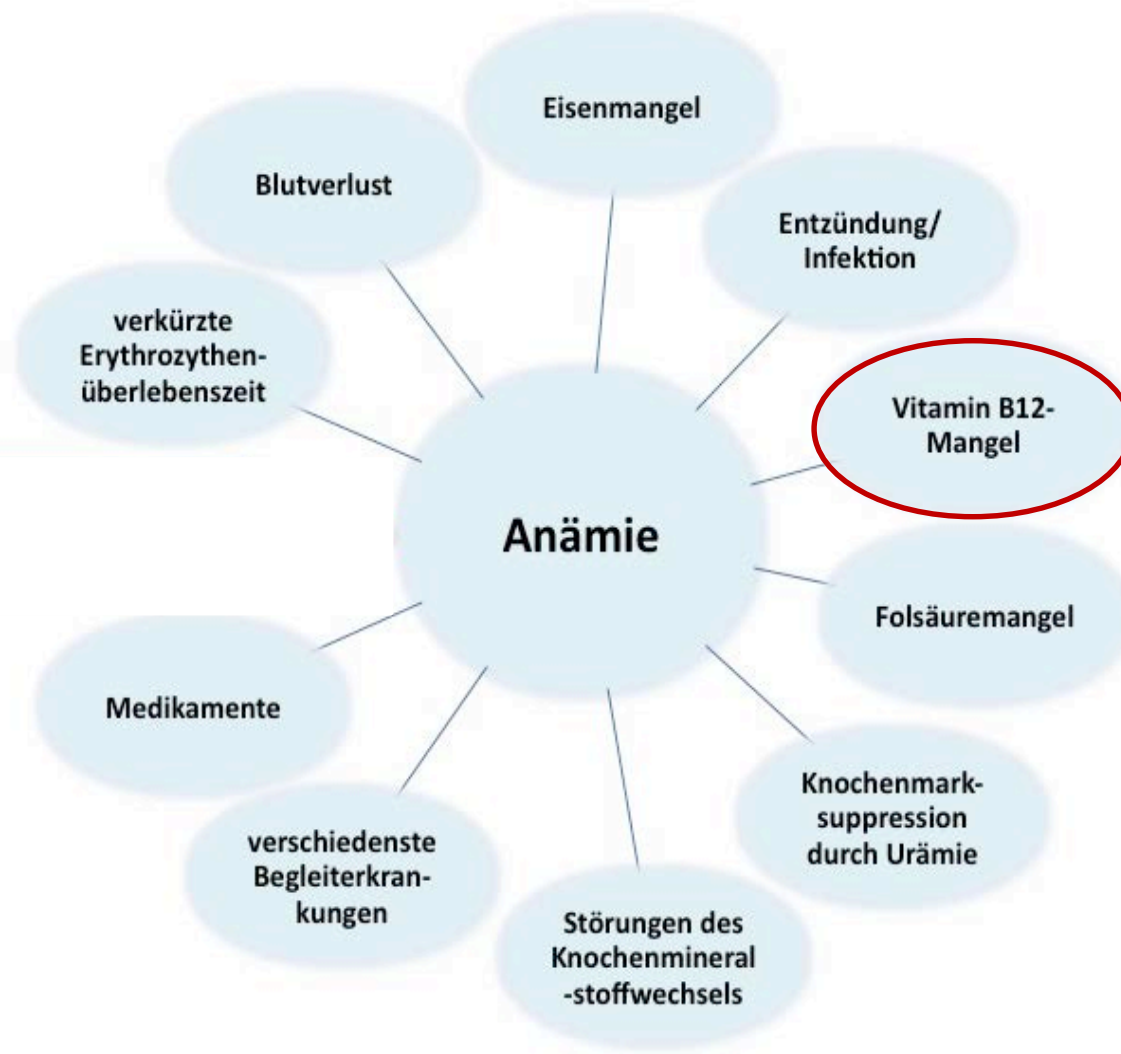 Eisenmangel
Blutverlust
Entzündung/
Infektion
verkürzte
Erythrozythen-
überlebenszeit
Vitamin B12-
Mangel
Anämie
Folsäuremangel
Medikamente
Knochenmark-
suppression
durch Urämie
verschiedenste
Begleiterkran-
kungen
Störungen des
Knochenmineral
-stoffwechsels